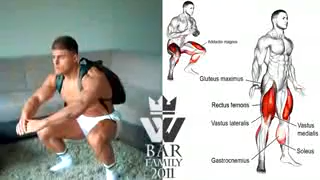 Adductor magnus
Gluteus maximus
Rectus femoris
Vastus lateralis
Vastus
medialis
Soleus
Gastrocnemius
BAR
FAMILY
2011